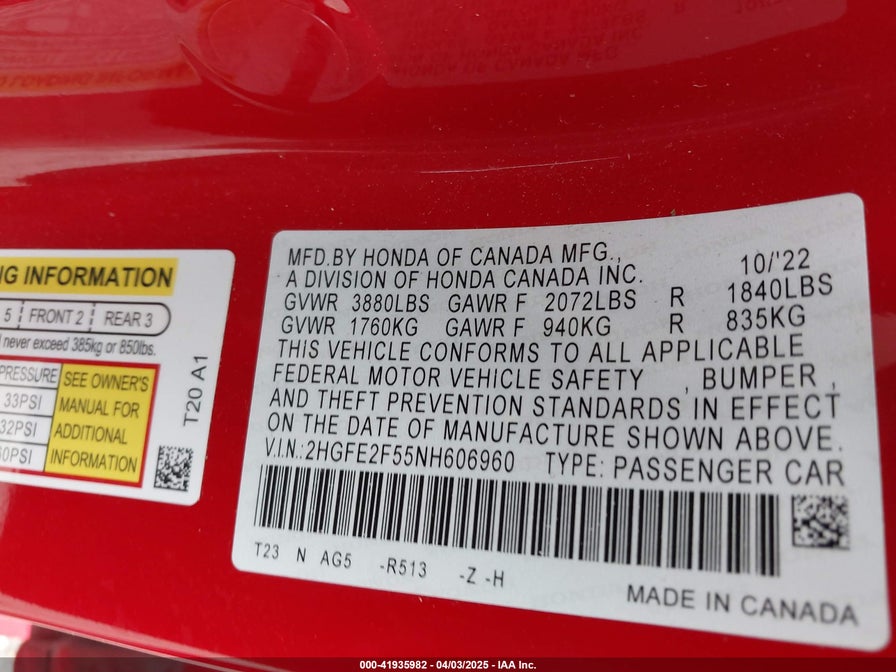 NG INFORMATION
5 FRONT 2 REAR 3
never exceed 385kg or 850lbs.
PRESSURE SEE OWNER'S
33PSI MANUAL FOR
32PSI ADDITIONAL
60PSI INFORMATION
T20 A1
MFD.BY HONDA OF CANADA MFG., 10/'22
A DIVISION OF HONDA CANADA INC.
GVWR 3880LBS GAWR F 2072LBS R 1840LBS
GVWR 1760KG GAWR F 940KG R 835KG
THIS VEHICLE CONFORMS TO ALL APPLICABLE
FEDERAL MOTOR VEHICLE SAFETY , BUMPER ,
AND THEFT PREVENTION STANDARDS IN EFFECT
ON THE DATE OF MANUFACTURE SHOWN ABOVE.
V.I.N.:2HGFE2F55NH606960 TYPE: PASSENGER CAR
T23 N AG5 -R513 -Z -H
MADE IN CANADA
000-41935982 - 04/03/2025 - IAA Inc.